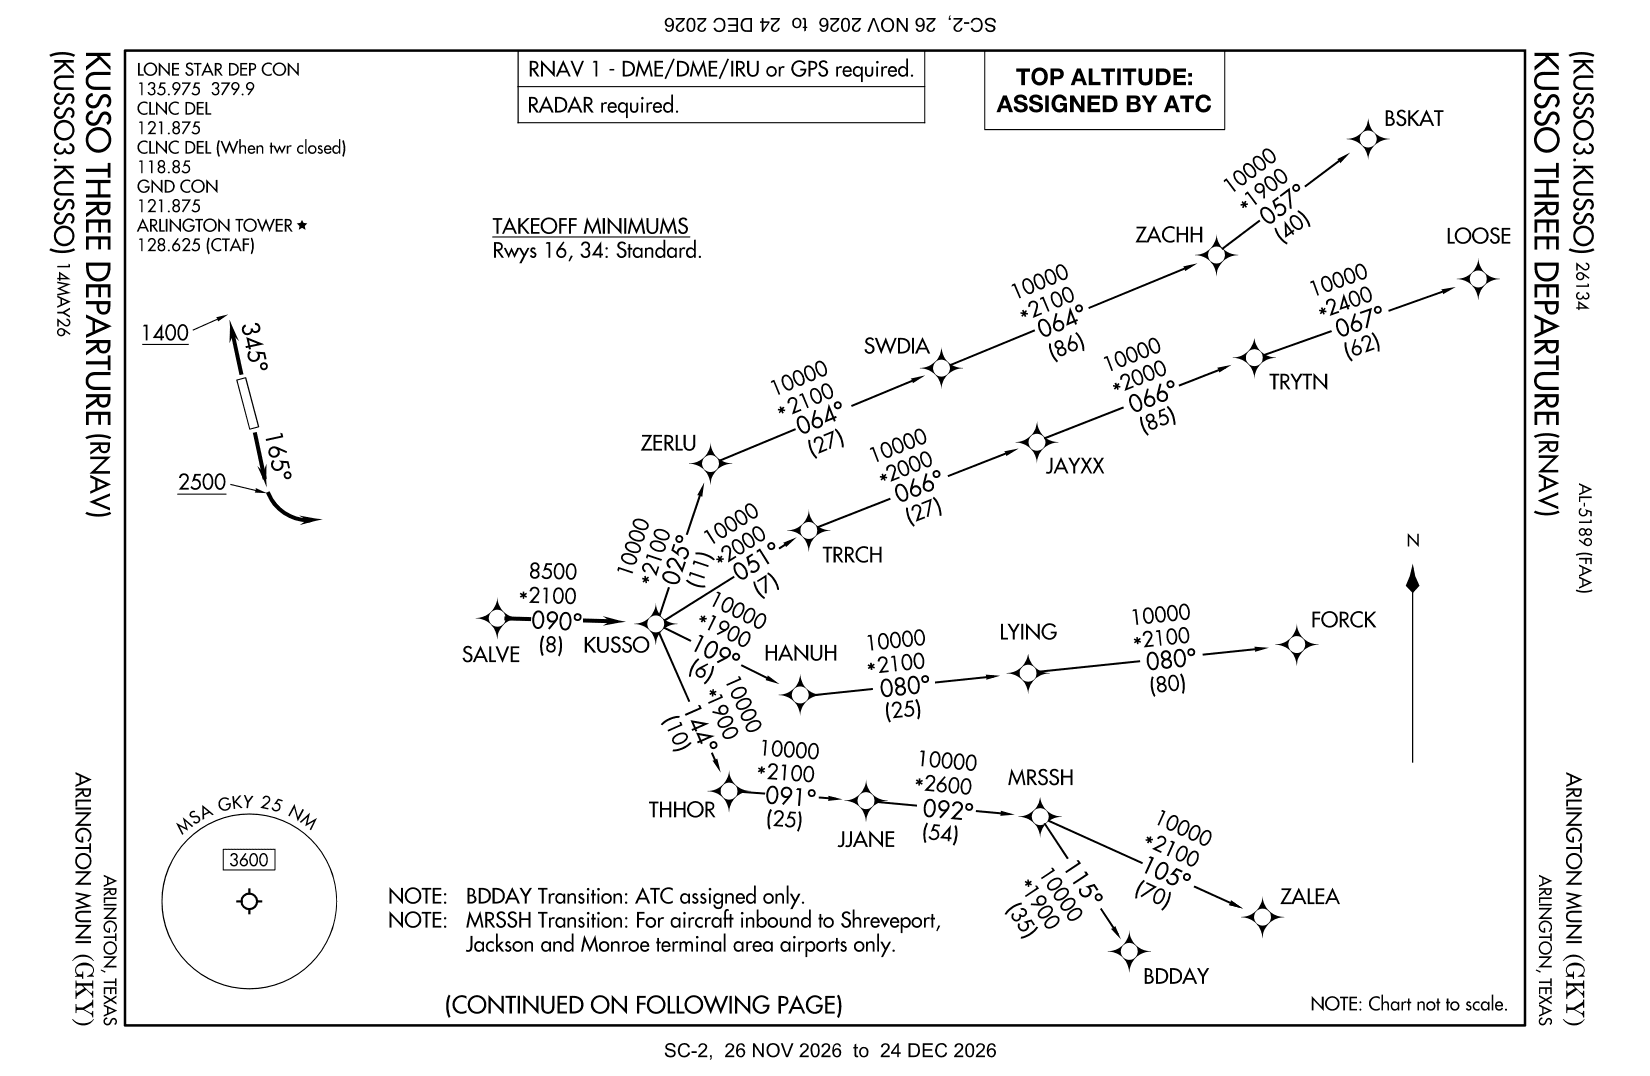 SC-2, 26 NOV 2026 to 24 DEC 2026
KUSSO THREE DEPARTURE (RNAV)
(KUSSO3.KUSSO) 14MAY26
ARLINGTON, TEXAS
ARLINGTON MUNI (GKY)
LONE STAR DEP CON
135.975 379.9
CLNC DEL
121.875
CLNC DEL (When twr closed)
118.85
GND CON
121.875
ARLINGTON TOWER ★
128.625 (CTAF)
RNAV 1 - DME/DME/IRU or GPS required.
RADAR required.
TOP ALTITUDE:
ASSIGNED BY ATC
TAKEOFF MINIMUMS
Rwys 16, 34: Standard.
1400
345°
165°
2500
BSKAT
10000
*1900
057°
(40)
ZACHH
LOOSE
10000
*2400
067°
(62)
TRYTN
10000
*2100
064°
(86)
SWDIA
10000
*2000
066°
(85)
JAYXX
10000
*2100
064°
(27)
ZERLU
10000
*2000
066°
(27)
TRRCH
10000
*2100
025°
(11)
10000
*2000
051°
(7)
8500
*2100
090°
(8)
SALVE
KUSSO
10000
*1900
109°
(6)
HANUH
10000
*2100
080°
(25)
LYING
10000
*2100
080°
(80)
FORCK
10000
*1900
144°
(10)
THHOR
10000
*2100
091°
(25)
JJANE
10000
*2600
092°
(54)
MRSSH
10000
*2100
105°
(70)
ZALEA
115°
10000
*1900
(35)
BDDAY
N
MSA GKY 25 NM
3600
NOTE: BDDAY Transition: ATC assigned only.
NOTE: MRSSH Transition: For aircraft inbound to Shreveport,
Jackson and Monroe terminal area airports only.
(CONTINUED ON FOLLOWING PAGE)
NOTE: Chart not to scale.
(KUSSO3.KUSSO) 26134
KUSSO THREE DEPARTURE (RNAV)
AL-5189 (FAA)
ARLINGTON MUNI (GKY)
ARLINGTON, TEXAS
SC-2, 26 NOV 2026 to 24 DEC 2026